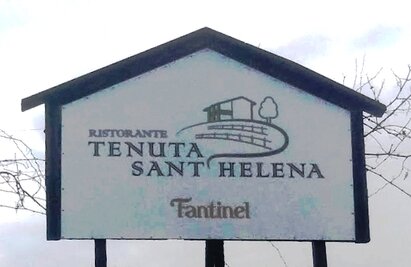 RISTORANTE
TENUTA
SANT HELENA
Fantinel